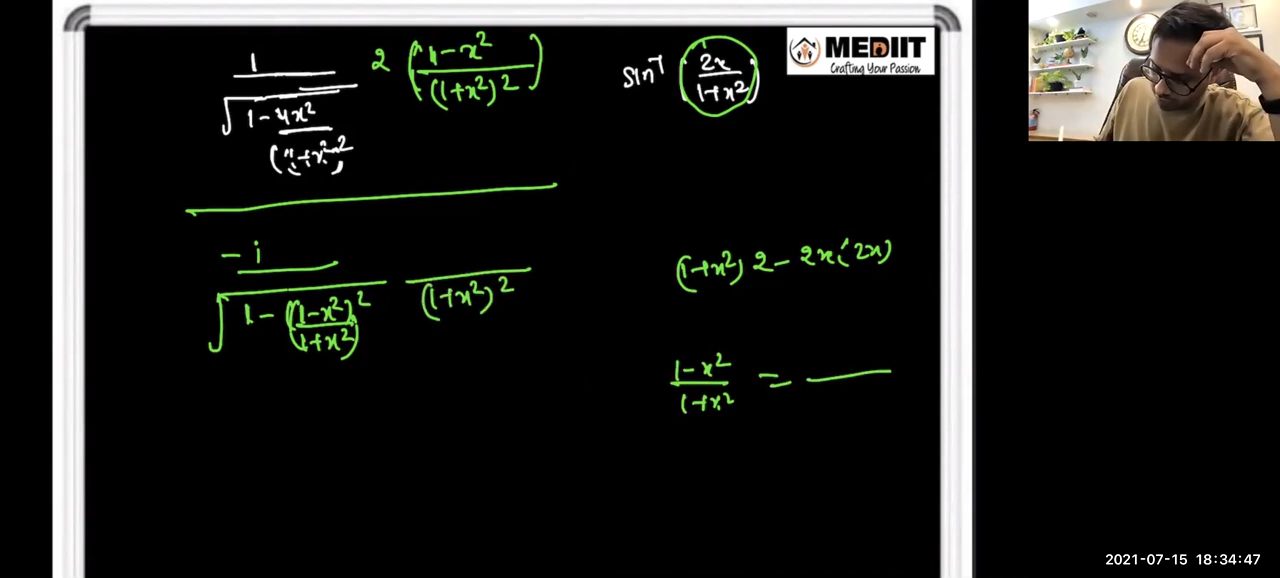 1 / √(1 - 4x² / (1+x²)²) 2 ((1-x²) / (1+x²)²)
sin⁻¹ (2x / (1+x²))
MEDIIT
Crafting Your Passion
-1 / √(1 - ((1-x²) / (1+x²))²) / (1+x²)²
(1+x²) 2 - 2x (2x)
(1-x²) / (1+x²) = —
2021-07-15 18:34:47